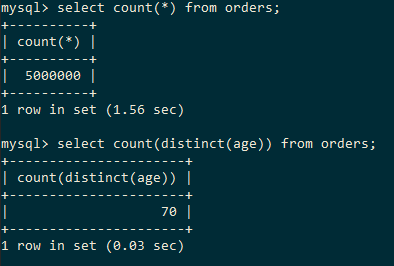 mysql> select count(*) from orders;
+----------+
| count(*) |
+----------+
|  5000000 |
+----------+
1 row in set (1.56 sec)
mysql> select count(distinct(age)) from orders;
+----------------------+
| count(distinct(age)) |
+----------------------+
|                   70 |
+----------------------+
1 row in set (0.03 sec)